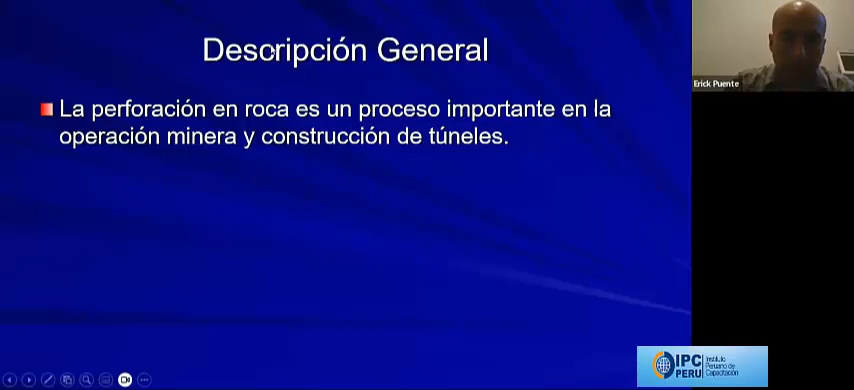 Descripción General
La perforación en roca es un proceso importante en la
operación minera y construcción de túneles.
Erick Puente
IPC
PERU
Instituto
Peruano de
Capacitación